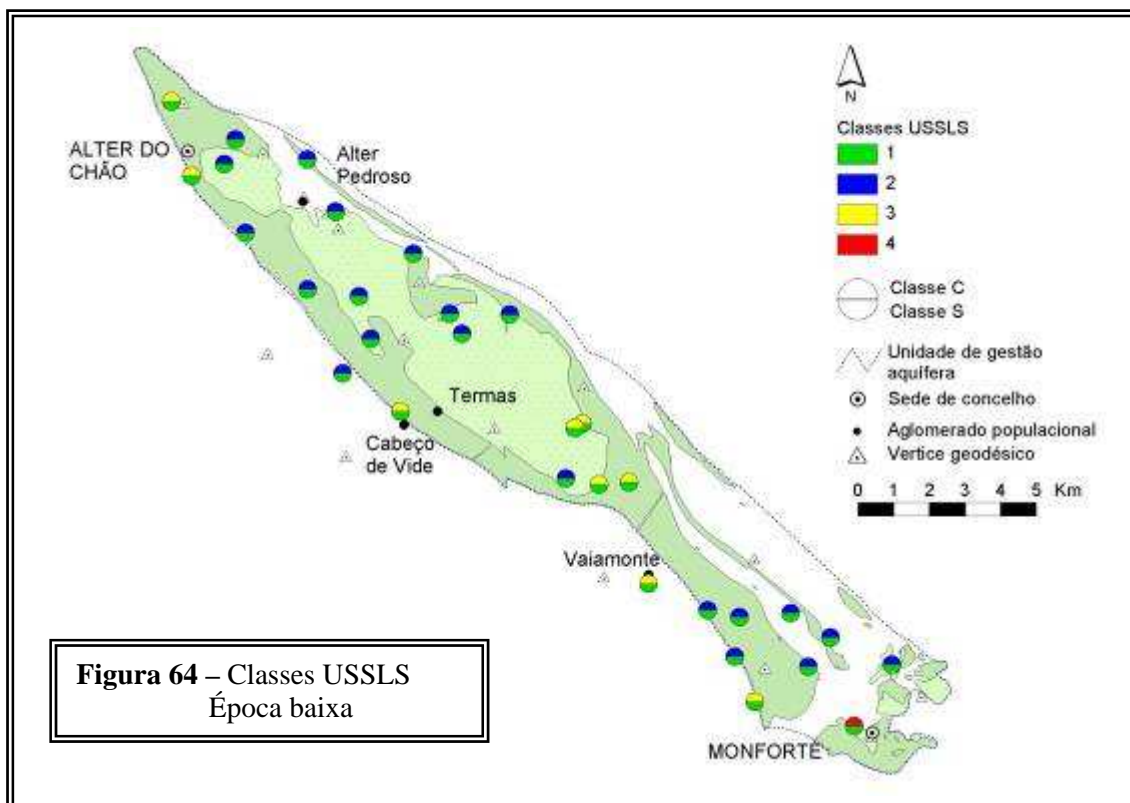 ALTER DO
CHÃO
Alter
Pedroso
Termas
Cabeço
de Vide
Vaiamonte
MONFORTE
N
Classes USSLS
1
2
3
4
Classe C
Classe S
Unidade de gestão
aquífera
Sede de concelho
Aglomerado populacional
Vertice geodésico
0 1 2 3 4 5 Km
Figura 64 – Classes USSLS
Época baixa